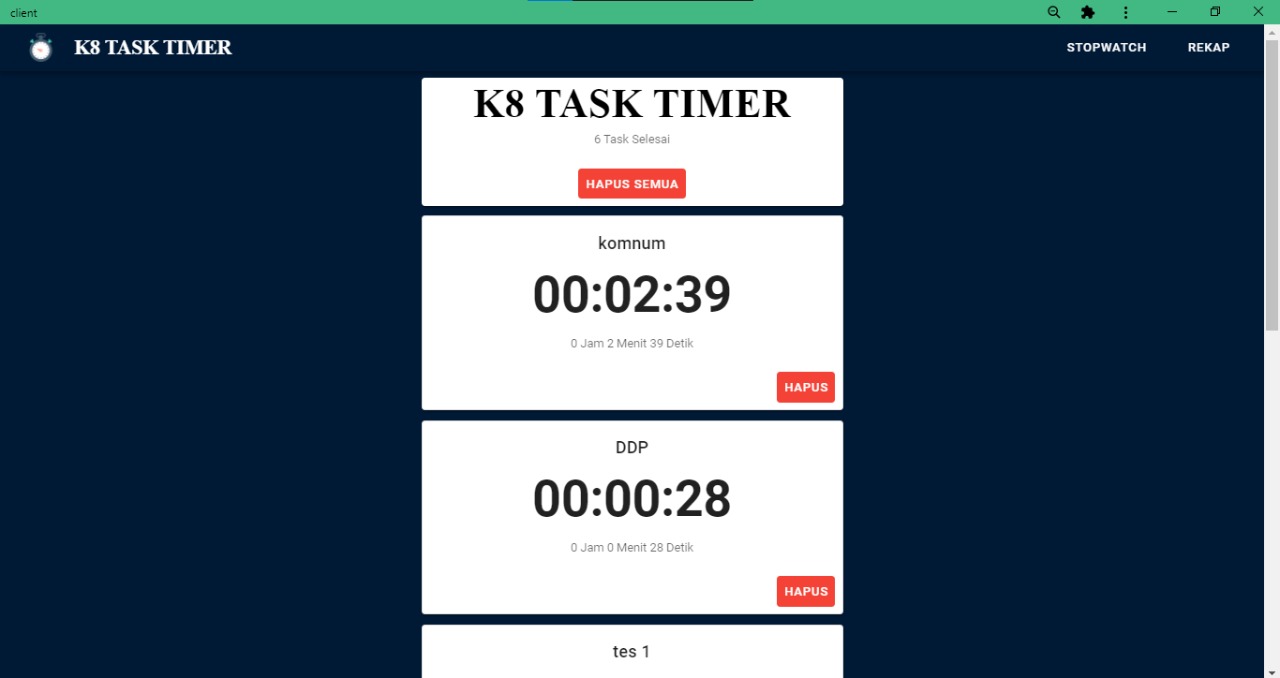 client
K8 TASK TIMER
STOPWATCH
REKAP
K8 TASK TIMER
6 Task Selesai
HAPUS SEMUA
komnum
00:02:39
0 Jam 2 Menit 39 Detik
HAPUS
DDP
00:00:28
0 Jam 0 Menit 28 Detik
HAPUS
tes 1